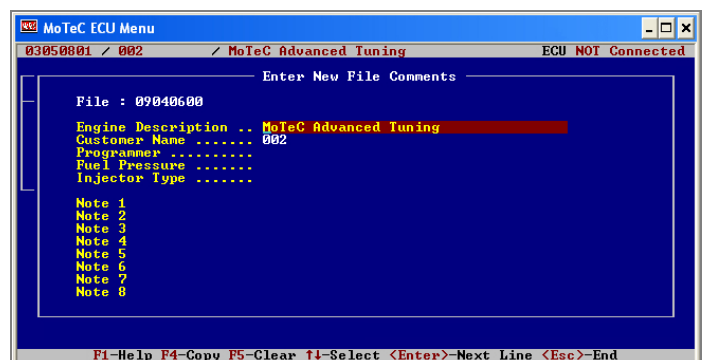 MoTeC ECU Menu
03050801 / 002 / MoTeC Advanced Tuning ECU NOT Connected
Enter New File Comments
File : 09040600
Engine Description .. MoTeC Advanced Tuning
Customer Name ....... 002
Programmer ..........
Fuel Pressure .......
Injector Type .......
Note 1
Note 2
Note 3
Note 4
Note 5
Note 6
Note 7
Note 8
F1-Help F4-Copy F5-Clear ↑↓-Select <Enter>-Next Line <Esc>-End